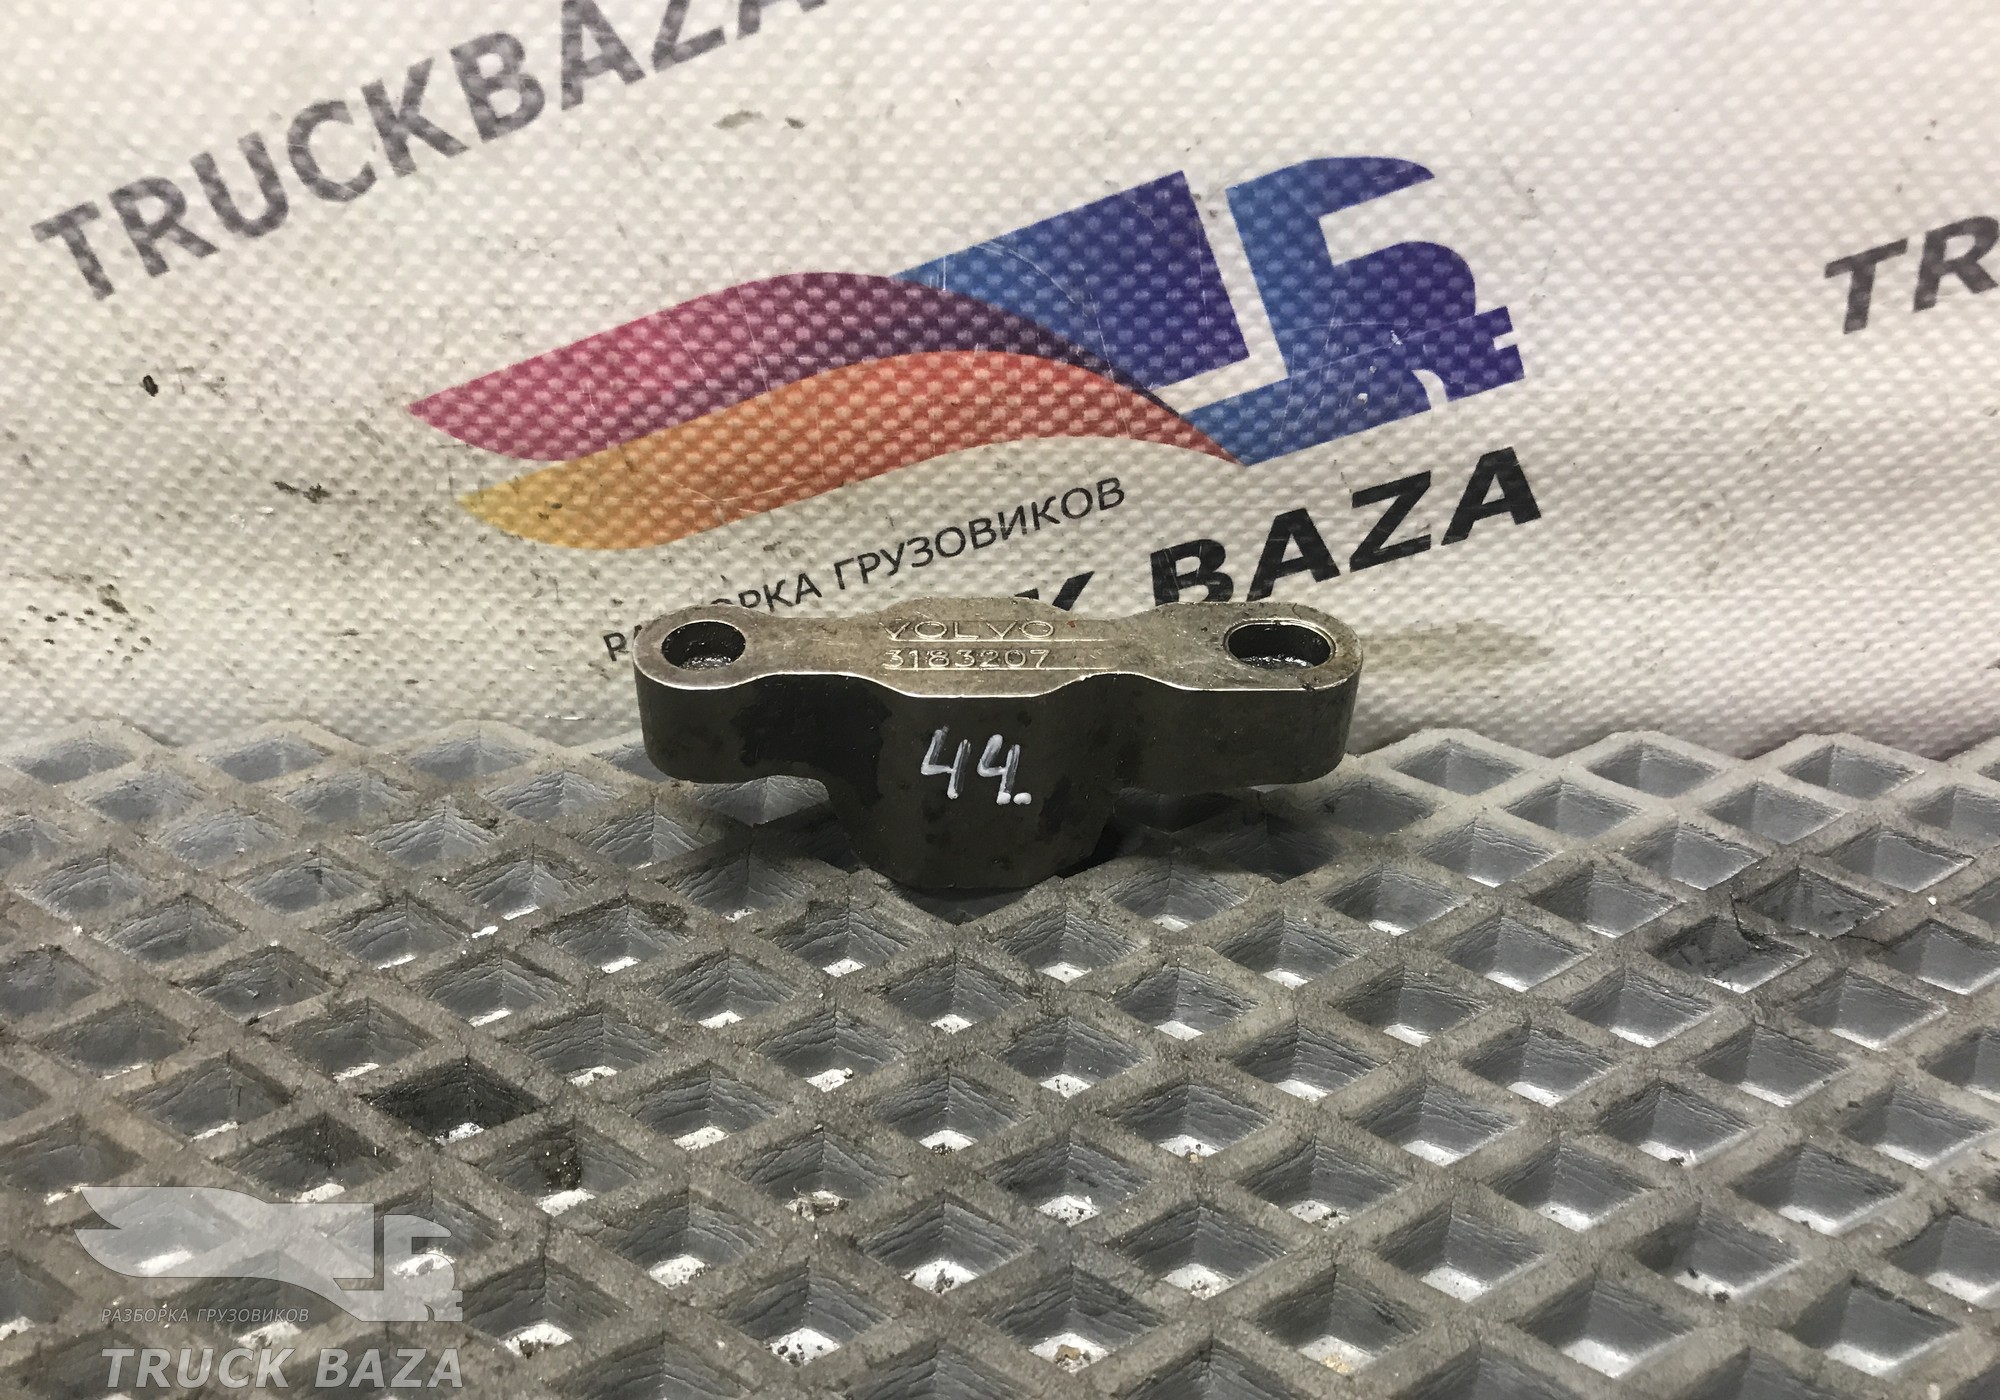 TRUCKBAZA
TR
РАЗБОРКА ГРУЗОВИКОВ
K BAZA
VOLVO
3183207
44.
РАЗБОРКА ГРУЗОВИКОВ
TRUCK BAZA